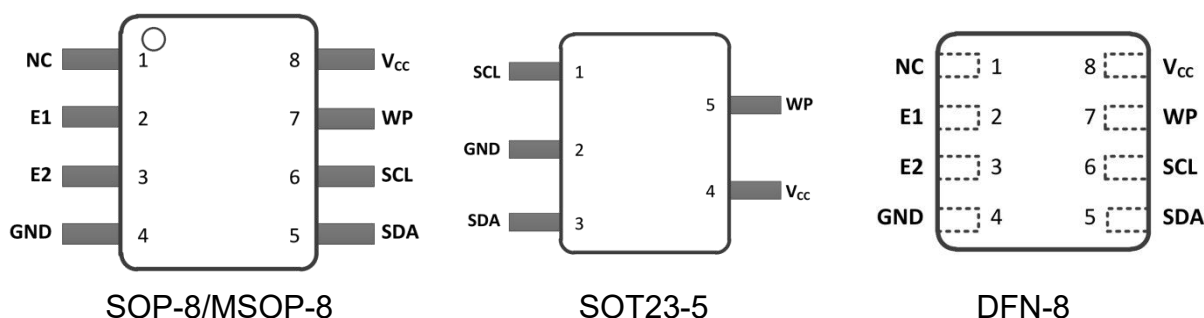 NC 1 8 VCC
E1 2 7 WP
E2 3 6 SCL
GND 4 5 SDA
SOP-8/MSOP-8
SCL 1
5 WP
GND 2
4 VCC
SDA 3
SOT23-5
NC 1 8 VCC
E1 2 7 WP
E2 3 6 SCL
GND 4 5 SDA
DFN-8